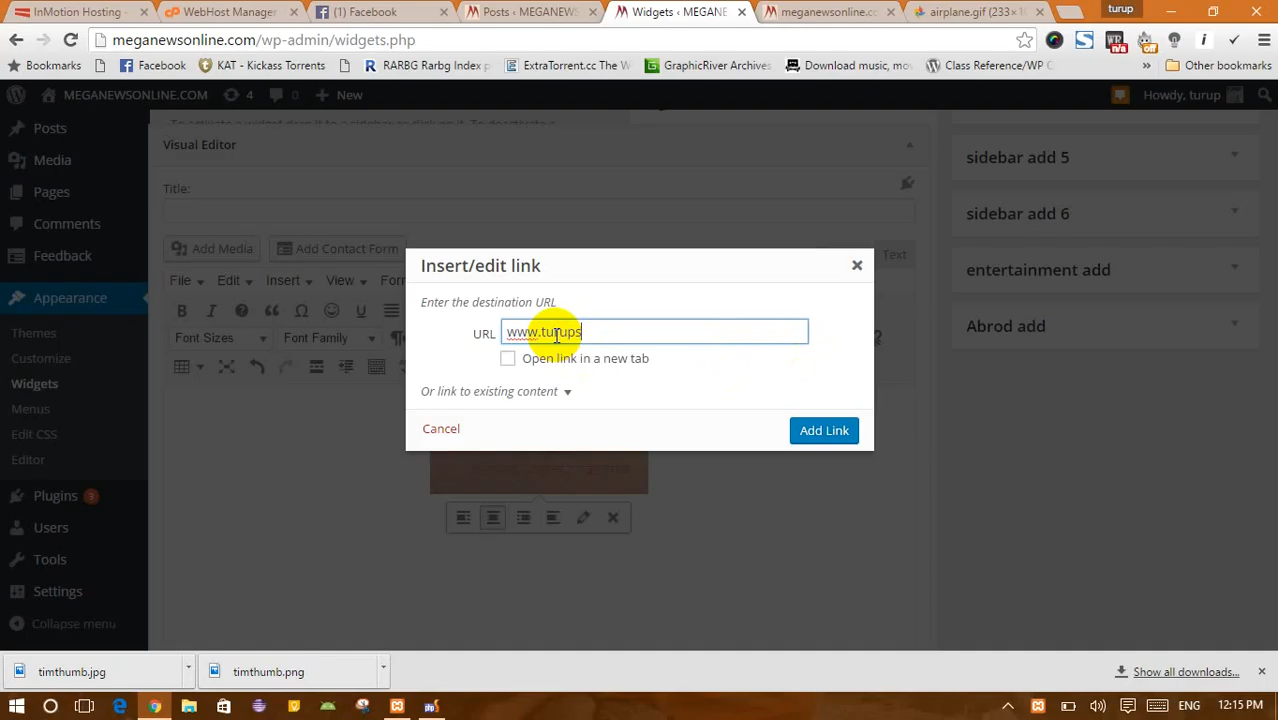 InMotion Hosting -
WebHost Manager
(1) Facebook
Posts ‹ MEGANEWS
Widgets ‹ MEGANE
meganewsonline.co
airplane.gif (233×1
turup
meganewsonline.com/wp-admin/widgets.php
Bookmarks
Facebook
KAT - Kickass Torrents
RARBG Rarbg Index
ExtraTorrent.cc The W
GraphicRiver Archives
Download music, mov
Class Reference/WP C
»
Other bookmarks
MEGANEWSONLINE.COM
4
0
New
Howdy, turup
Posts
Media
Pages
Comments
Feedback
Appearance
Themes
Customize
Widgets
Menus
Edit CSS
Editor
Plugins 3
Users
Tools
Settings
Collapse menu
Visual Editor
Title:
Add Media
Add Contact Form
Text
File
Edit
Insert
View
B
I
Font Sizes
Font Family
Insert/edit link
Enter the destination URL
URL www.turups
Open link in a new tab
Or link to existing content
Cancel
Add Link
sidebar add 5
sidebar add 6
entertainment add
Abrod add
timthumb.jpg
timthumb.png
Show all downloads...
ENG
12:15 PM